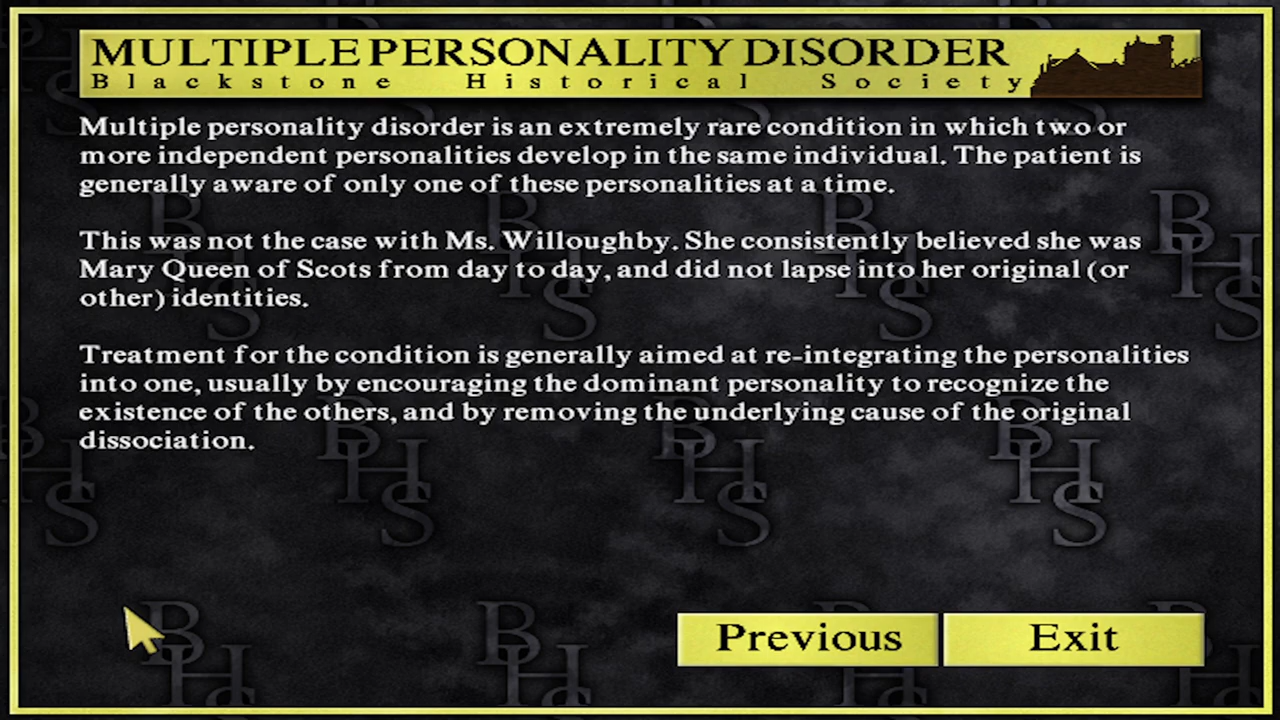 MULTIPLE PERSONALITY DISORDER
Blackstone Historical Society
Multiple personality disorder is an extremely rare condition in which two or
more independent personalities develop in the same individual. The patient is
generally aware of only one of these personalities at a time.
This was not the case with Ms. Willoughby. She consistently believed she was
Mary Queen of Scots from day to day, and did not lapse into her original (or
other) identities.
Treatment for the condition is generally aimed at re-integrating the personalities
into one, usually by encouraging the dominant personality to recognize the
existence of the others, and by removing the underlying cause of the original
dissociation.
Previous Exit